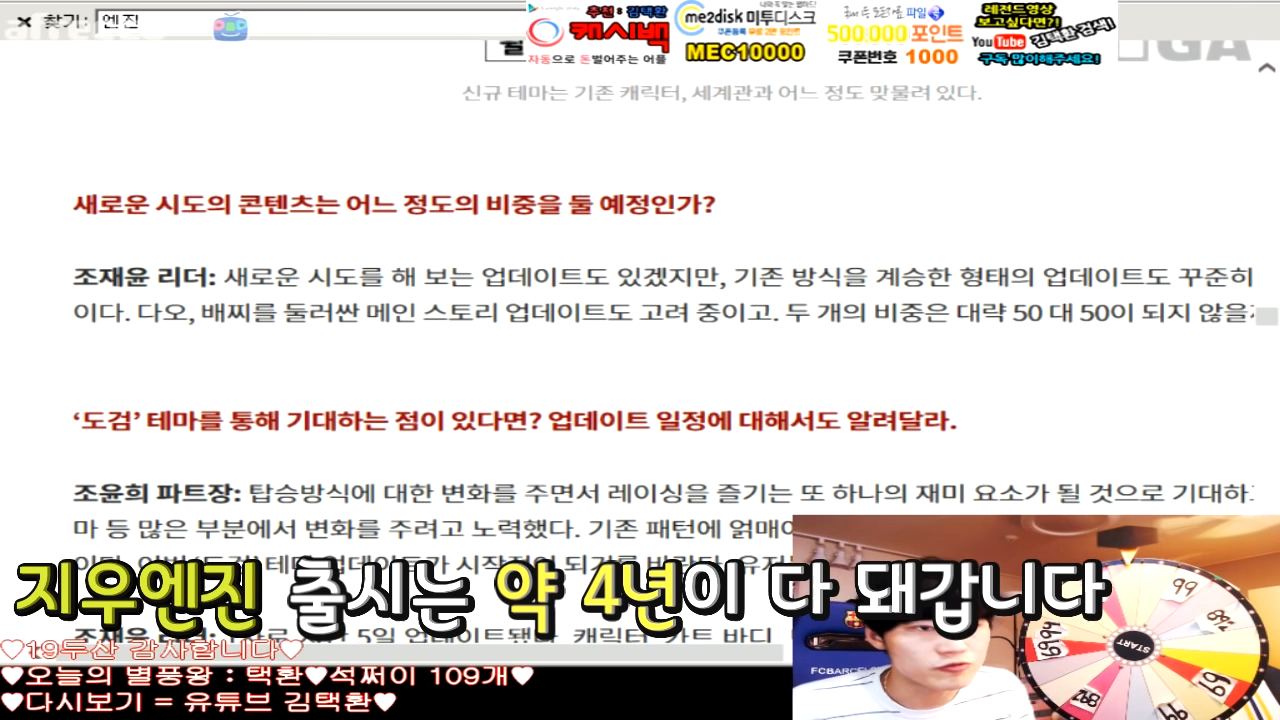 찾기: 엔진
추천 : 김택환
캐시백
자동으로 돈벌어주는 어플
me2disk 미투디스크
MEC10000
500,000 포인트
쿠폰번호 1000
레전드영상
보고싶다면?!
YouTube 김택환 검색!
구독 많이해주세요!
GA
신규 테마는 기존 캐릭터, 세계관과 어느 정도 맞물려 있다.
새로운 시도의 콘텐츠는 어느 정도의 비중을 둘 예정인가?
조재윤 리더: 새로운 시도를 해 보는 업데이트도 있겠지만, 기존 방식을 계승한 형태의 업데이트도 꾸준히
이다. 다오, 배찌를 둘러싼 메인 스토리 업데이트도 고려 중이고. 두 개의 비중은 대략 50 대 50이 되지 않을
‘도검’ 테마를 통해 기대하는 점이 있다면? 업데이트 일정에 대해서도 알려달라.
조윤희 파트장: 탑승방식에 대한 변화를 주면서 레이싱을 즐기는 또 하나의 재미 요소가 될 것으로 기대하
마 등 많은 부분에서 변화를 주려고 노력했다. 기존 패턴에 얽매이
지우엔진 출시는 약 4년이 다 돼갑니다
♡19두산 감사합니다♡
♥오늘의 별풍왕 : 택환♥석쩌이 109개♥
♥다시보기 = 유튜브 김택환♥
FCBARCEL
99
START